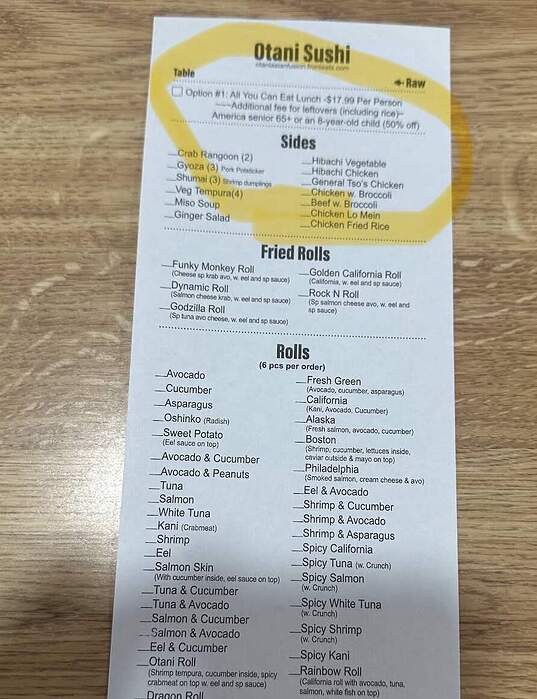 Otani Sushi
Table
Raw
Option #1: All You Can Eat Lunch -$17.99 Per Person
~~Additional fee for leftovers (including rice)~
America senior 65+ or an 8-year-old child (50% off)
Sides
Crab Rangoon (2)
Gyoza (3) Pork Potsticker
Shumai (3) Shrimp dumplings
Veg Tempura(4)
Miso Soup
Ginger Salad
Hibachi Vegetable
Hibachi Chicken
General Tso's Chicken
Chicken w. Broccoli
Beef w. Broccoli
Chicken Lo Mein
Chicken Fried Rice
Fried Rolls
Funky Monkey Roll
(Cheese sp krab avo, w. eel and sp sauce)
Dynamic Roll
(Salmon cheese krab, w. eel and sp sauce)
Godzilla Roll
(Sp tuna avo cheese, w. eel and sp sauce)
Golden California Roll
(California, w. eel and sp sauce)
Rock N Roll
(Sp salmon cheese avo, w. eel and
sp sauce)
Rolls
(6 pcs per order)
Avocado
Cucumber
Asparagus
Oshinko (Radish)
Sweet Potato
(Eel sauce on top)
Avocado & Cucumber
Avocado & Peanuts
Tuna
Salmon
White Tuna
Kani (Crabmeat)
Shrimp
Eel
Salmon Skin
(With cucumber inside, eel sauce on top)
Tuna & Cucumber
Tuna & Avocado
Salmon & Cucumber
Salmon & Avocado
Eel & Cucumber
Otani Roll
(Shrimp tempura, cucumber inside, spicy
crabmeat on top w. eel and sp sauce)
Dragon Roll
Fresh Green
(Avocado, cucumber, asparagus)
California
(Kani, Avocado, Cucumber)
Alaska
(Fresh salmon, avocado, cucumber)
Boston
(Shrimp, cucumber, lettuces inside,
caviar outside & mayo on top)
Philadelphia
(Smoked salmon, cream cheese & avo)
Eel & Avocado
Shrimp & Cucumber
Shrimp & Avocado
Shrimp & Asparagus
Spicy California
Spicy Tuna (w. Crunch)
Spicy Salmon
(w. Crunch)
Spicy White Tuna
(w. Crunch)
Spicy Shrimp
(w. Crunch)
Spicy Kani
Rainbow Roll
(California roll with avocado, tuna,
salmon, white fish on top)